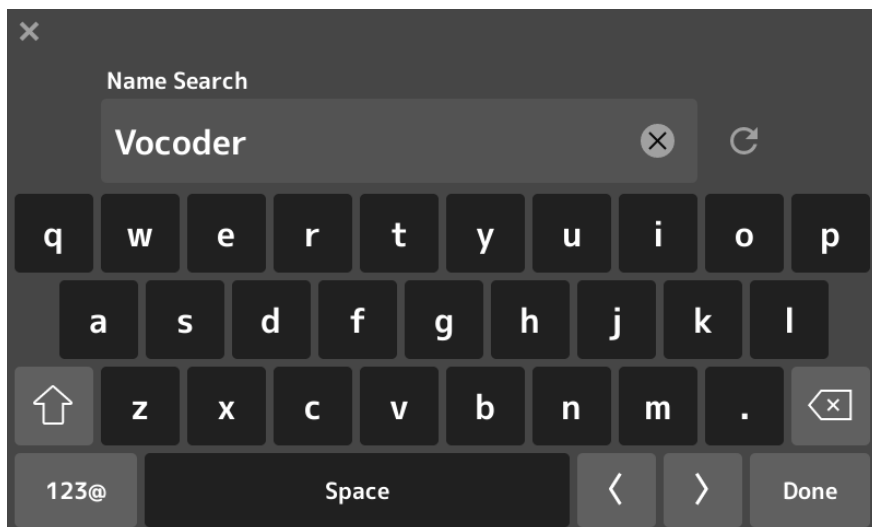 Name Search
Vocoder
q w e r t y u i o p
a s d f g h j k l
z x c v b n m .
123@ Space Done